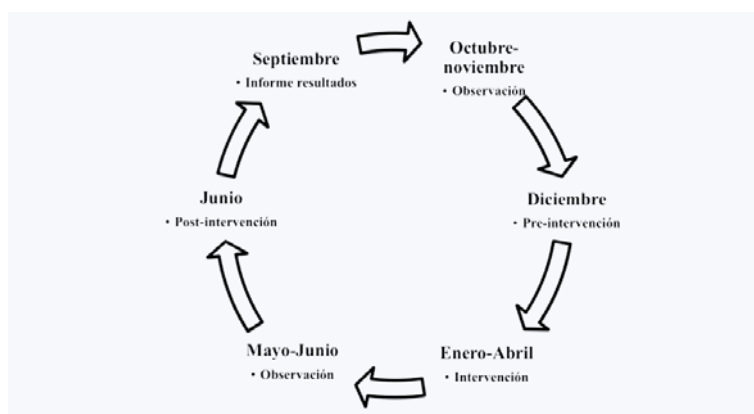 Septiembre
• Informe resultados
Octubre-
noviembre
• Observación
Diciembre
• Pre-intervención
Enero-Abril
• Intervención
Mayo-Junio
• Observación
Junio
• Post-intervención